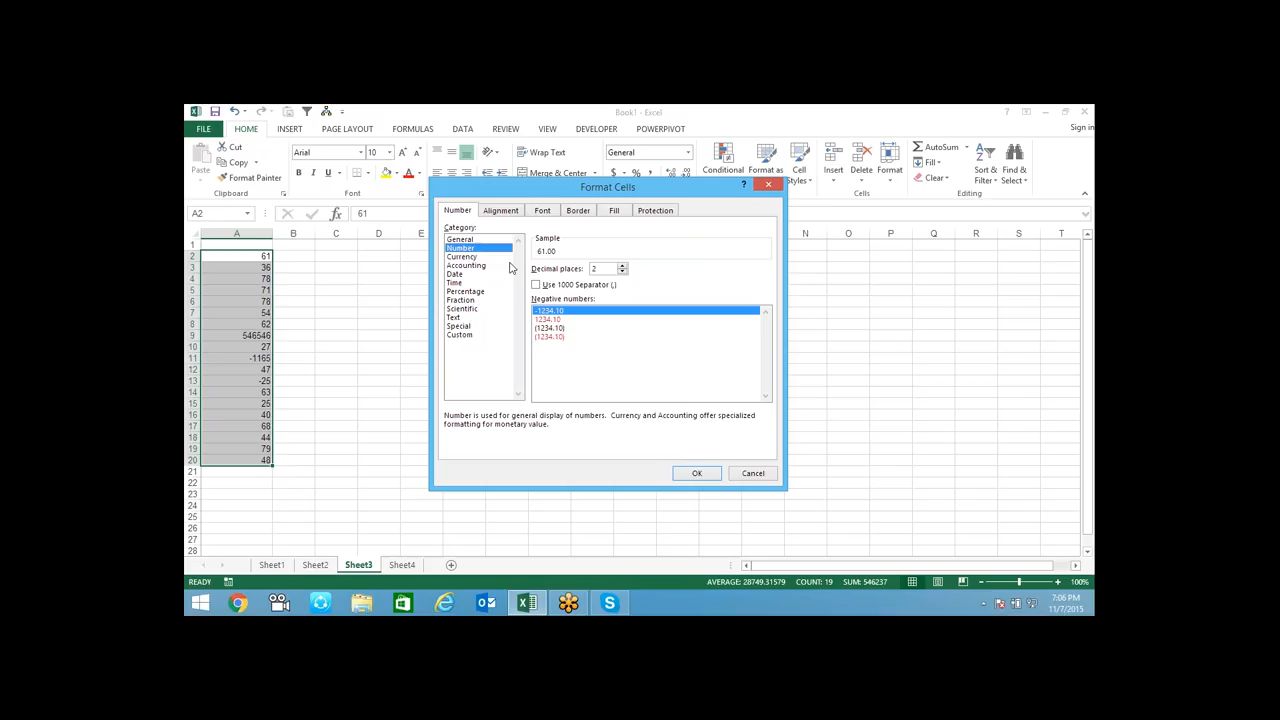 Book1 - Excel
FILE HOME INSERT PAGE LAYOUT FORMULAS DATA REVIEW VIEW DEVELOPER POWERPIVOT Sign in
Paste
Cut
Copy
Format Painter
Clipboard
Arial 10
B I U
Font
Wrap Text
Merge & Center
General
$ % ,
Conditional Format as Cell
Styles
Insert Delete Format
Cells
AutoSum
Fill
Clear
Sort & Find &
Filter Select
Editing
A2 fx 61
A B C D E N O P Q R S T
1
2 61
3 36
4 78
5 71
6 78
7 54
8 62
9 546546
10 27
11 -1165
12 47
13 -25
14 63
15 25
16 40
17 68
18 44
19 79
20 48
21
22
23
24
25
26
27
28
Format Cells
Number Alignment Font Border Fill Protection
Category:
General
Number
Currency
Accounting
Date
Time
Percentage
Fraction
Scientific
Text
Special
Custom
Sample
61.00
Decimal places: 2
Use 1000 Separator (,)
Negative numbers:
-1234.10
1234.10
(1234.10)
(1234.10)
Number is used for general display of numbers. Currency and Accounting offer specialized
formatting for monetary value.
OK Cancel
Sheet1 Sheet2 Sheet3 Sheet4
READY AVERAGE: 28749.31579 COUNT: 19 SUM: 546237 100%
7:06 PM
11/7/2015